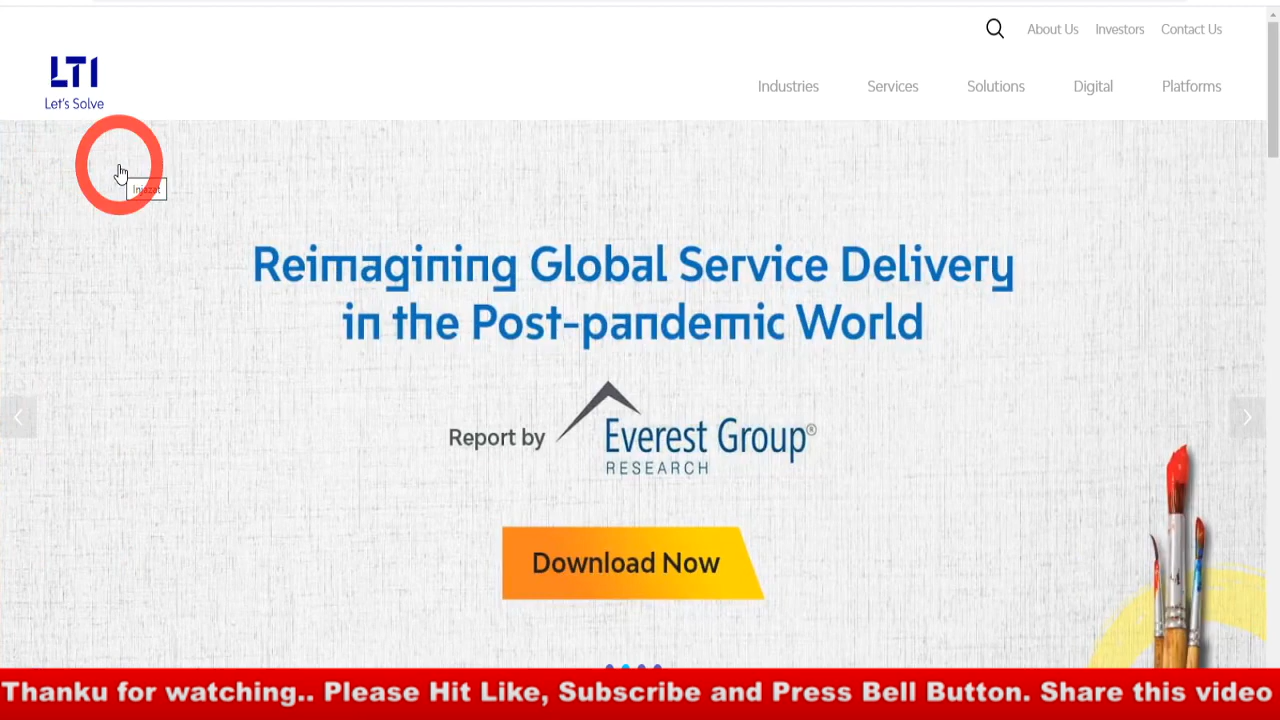 About Us Investors Contact Us
LTI
Let's Solve
Industries Services Solutions Digital Platforms
Reimagining Global Service Delivery
in the Post-pandemic World
Report by Everest Group®
RESEARCH
Download Now
Thanku for watching.. Please Hit Like, Subscribe and Press Bell Button. Share this video